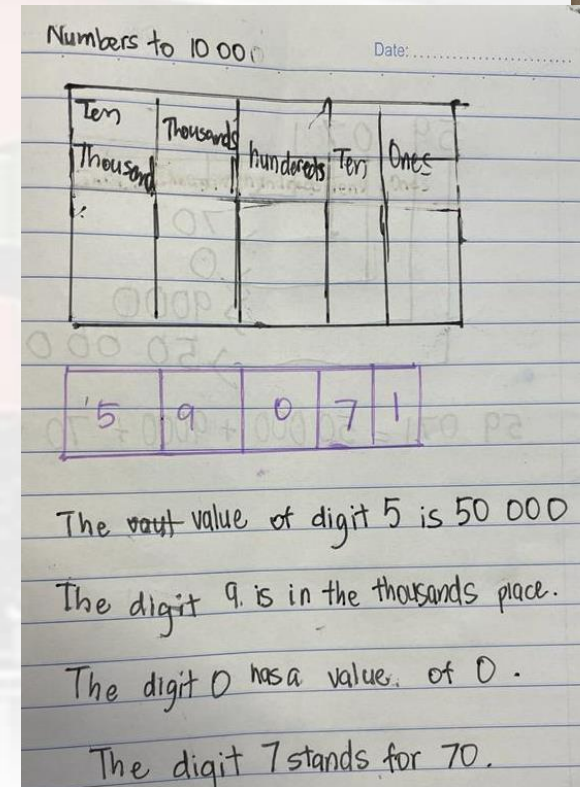 Numbers to 10 000
Date:
Ten Thousands hundereds Ten Ones
Thousand
5 9 0 7 1
The value of digit 5 is 50 000
The digit 9. is in the thousands place.
The digit 0 has a value. of 0.
The digit 7 stands for 70.